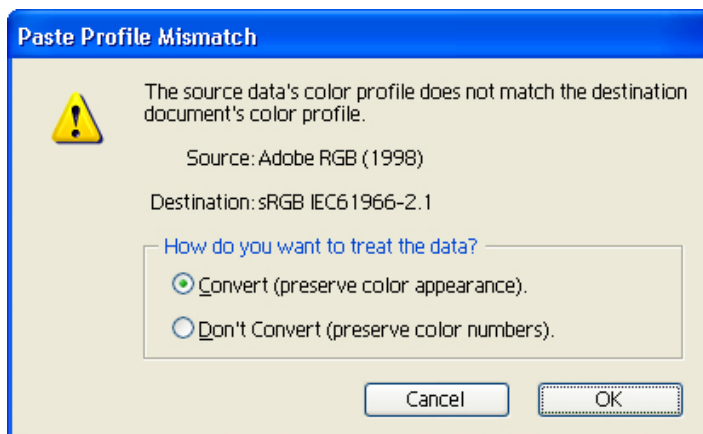 Paste Profile Mismatch
The source data's color profile does not match the destination
document's color profile.
Source: Adobe RGB (1998)
Destination: sRGB IEC61966-2.1
How do you want to treat the data?
Convert (preserve color appearance).
Don't Convert (preserve color numbers).
Cancel OK